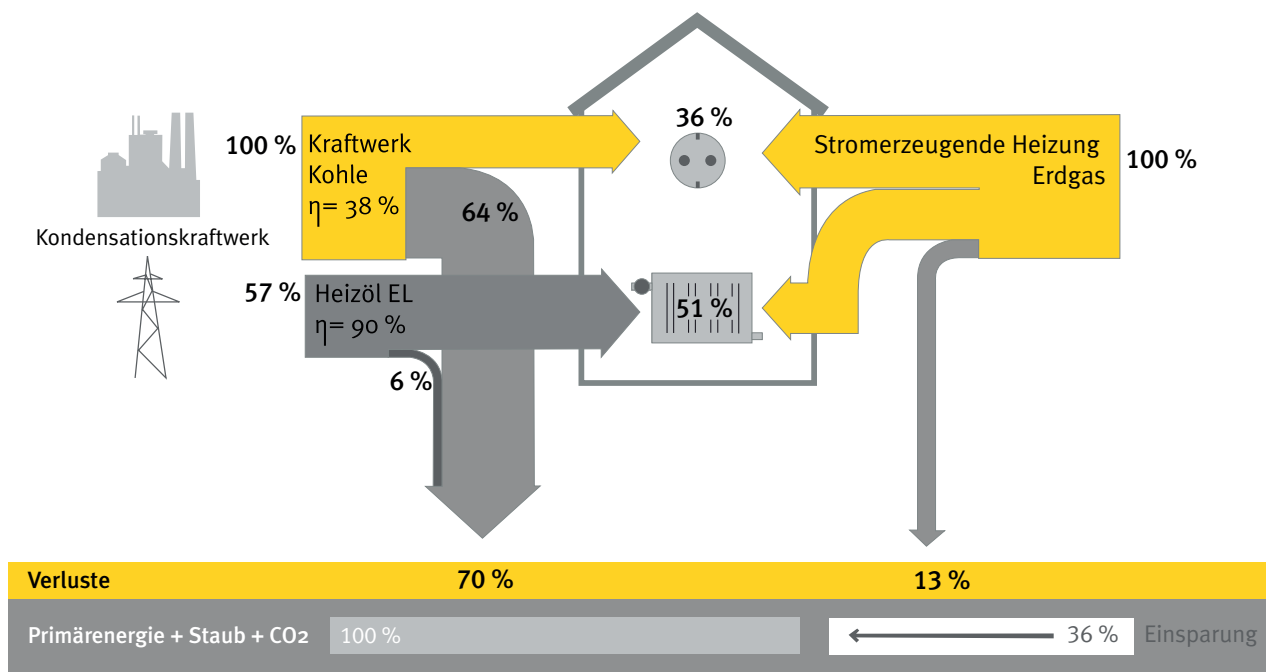 36 %
100 %
Kraftwerk
Kohle
η= 38 %
Stromerzeugende Heizung
Erdgas
100 %
64 %
Kondensationskraftwerk
57 %
Heizöl EL
η= 90 %
51 %
6 %
Verluste 70 % 13 %
Primärenergie + Staub + CO2 100 % 36 % Einsparung